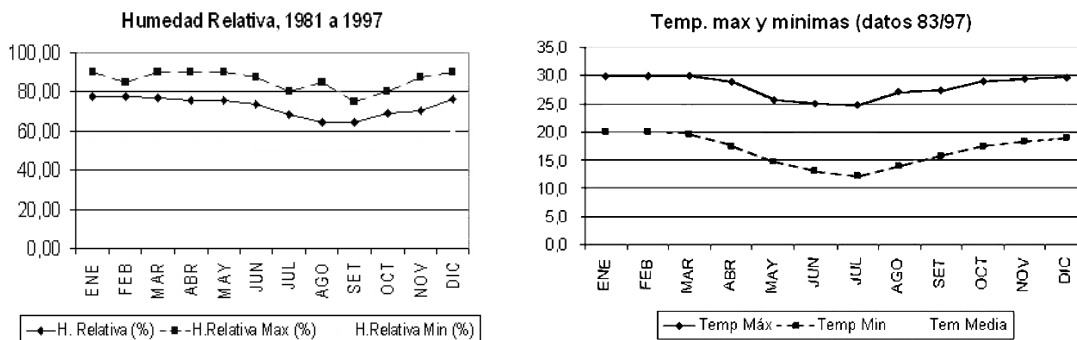 Humedad Relativa, 1981 a 1997
100,00
80,00
60,00
40,00
20,00
0,00
ENE
FEB
MAR
ABR
MAY
JUN
JUL
AGO
SET
OCT
NOV
DIC
H. Relativa (%)
H.Relativa Max (%)
H.Relativa Min (%)
Temp. max y minimas (datos 83/97)
35,0
30,0
25,0
20,0
15,0
10,0
5,0
0,0
ENE
FEB
MAR
ABR
MAY
JUN
JUL
AGO
SET
OCT
NOV
DIC
Temp Máx
Temp Min
Tem Media